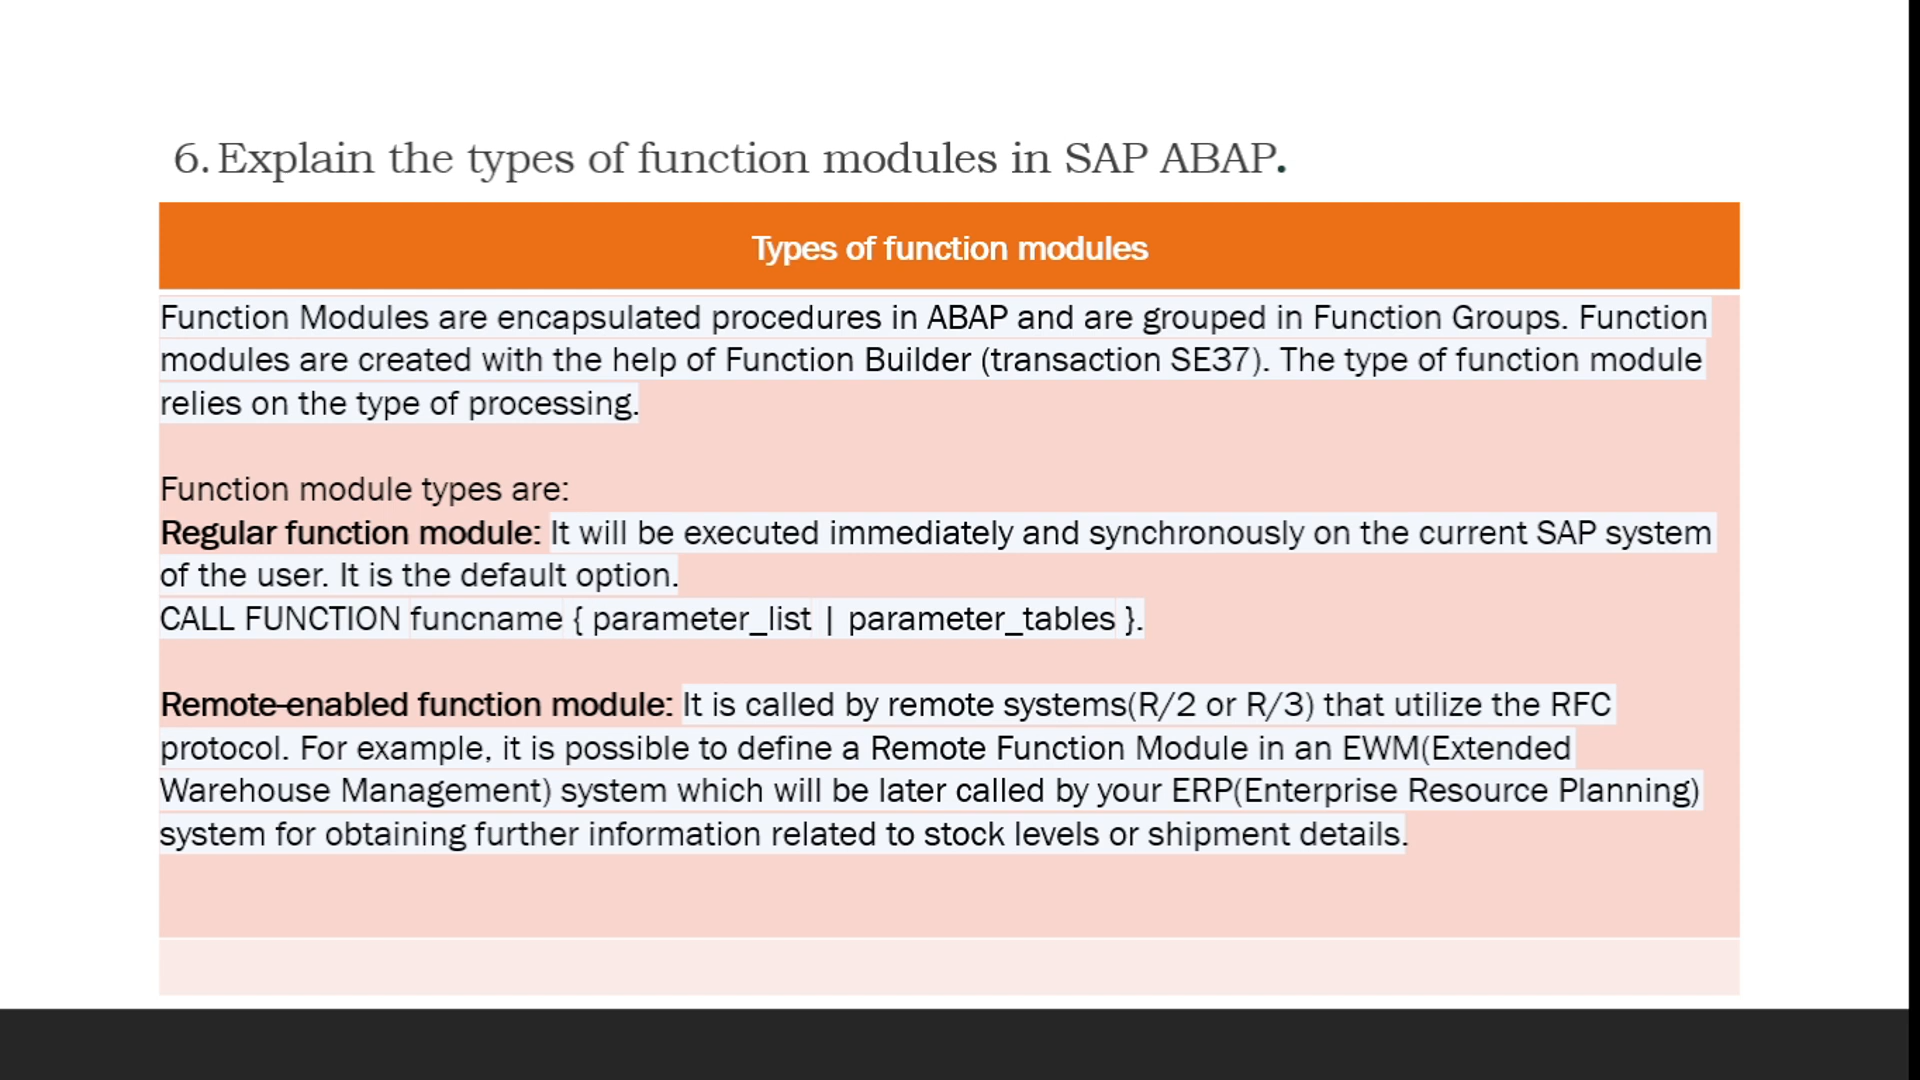 6. Explain the types of function modules in SAP ABAP.
Types of function modules
Function Modules are encapsulated procedures in ABAP and are grouped in Function Groups. Function
modules are created with the help of Function Builder (transaction SE37). The type of function module
relies on the type of processing.
Function module types are:
Regular function module: It will be executed immediately and synchronously on the current SAP system
of the user. It is the default option.
CALL FUNCTION funcname { parameter_list | parameter_tables }.
Remote-enabled function module: It is called by remote systems(R/2 or R/3) that utilize the RFC
protocol. For example, it is possible to define a Remote Function Module in an EWM(Extended
Warehouse Management) system which will be later called by your ERP(Enterprise Resource Planning)
system for obtaining further information related to stock levels or shipment details.